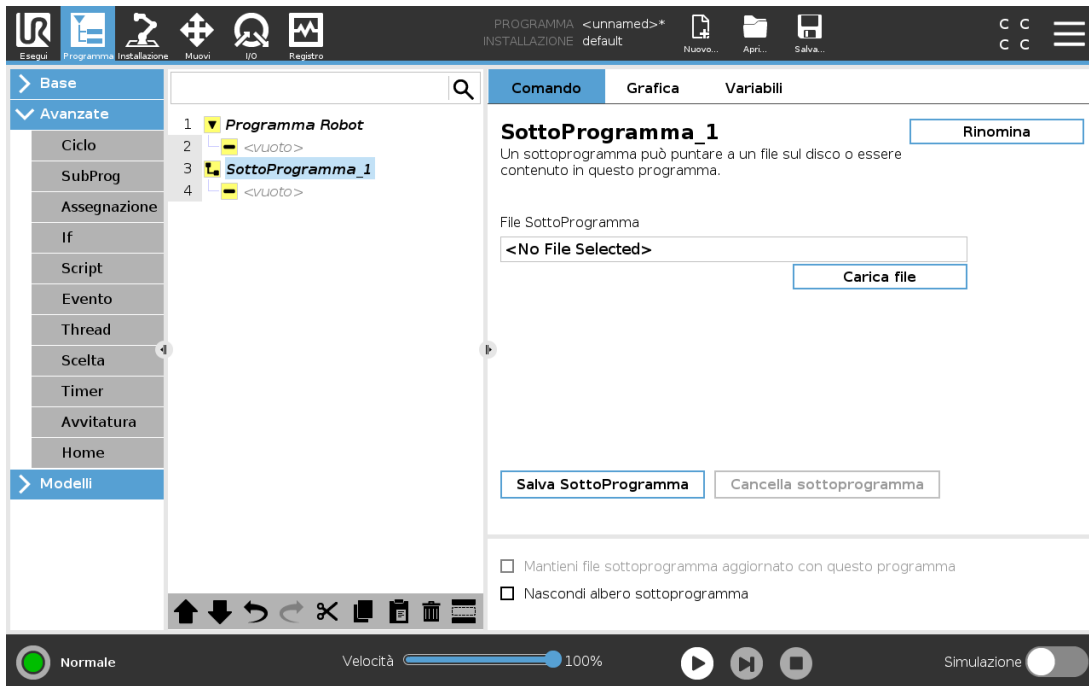 UR
PROGRAMMA <unnamed>*
INSTALLAZIONE default
Esegui Programma Installazione Muovi I/O Registro
Nuovo... Apri... Salva...
C C
C C
Base
Avanzate
Ciclo
SubProg
Assegnazione
If
Script
Evento
Thread
Scelta
Timer
Avvitatura
Home
Modelli
1 Programma Robot
2 <vuoto>
3 SottoProgramma_1
4 <vuoto>
Comando Grafica Variabili
SottoProgramma_1
Rinomina
Un sottoprogramma può puntare a un file sul disco o essere
contenuto in questo programma.
File SottoProgramma
<No File Selected>
Carica file
Salva SottoProgramma Cancella sottoprogramma
Mantieni file sottoprogramma aggiornato con questo programma
Nascondi albero sottoprogramma
Normale
Velocità 100%
Simulazione